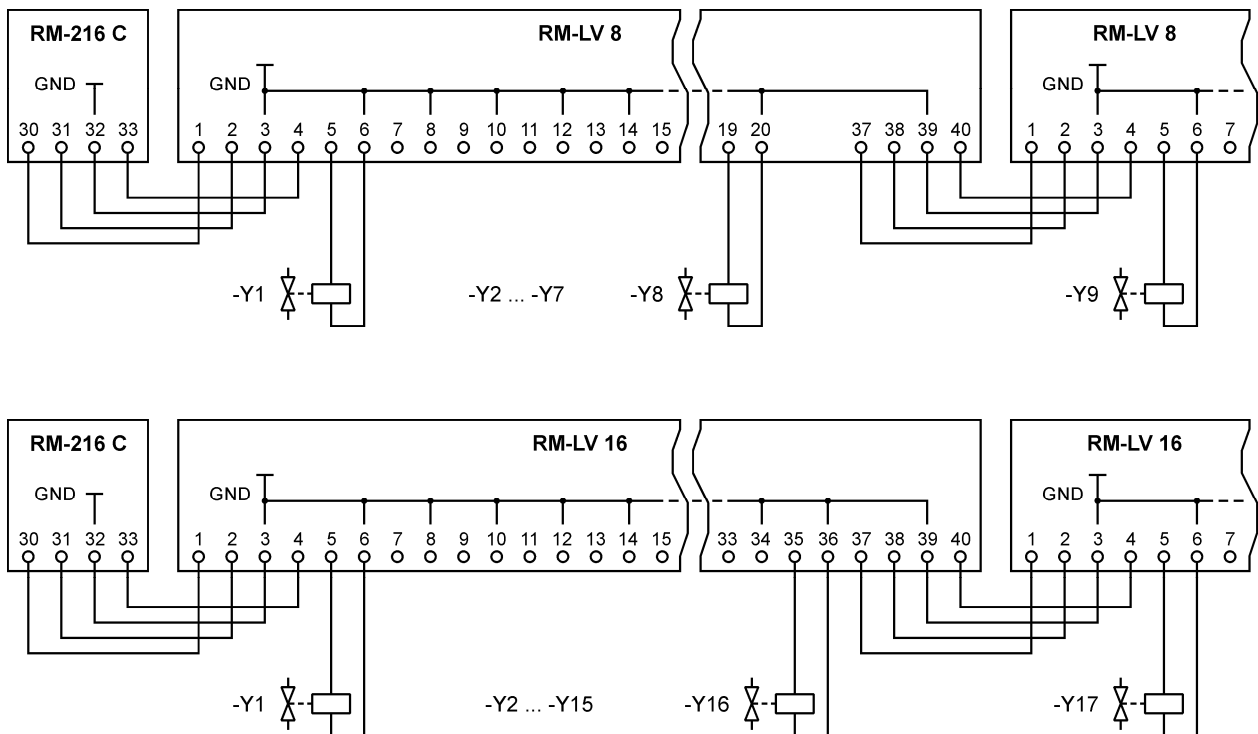 RM-216 C RM-LV 8 RM-LV 8
GND GND GND
30 31 32 33 1 2 3 4 5 6 7 8 9 10 11 12 13 14 15 19 20 37 38 39 40 1 2 3 4 5 6 7
-Y1 -Y2 ... -Y7 -Y8 -Y9
RM-216 C RM-LV 16 RM-LV 16
GND GND GND
30 31 32 33 1 2 3 4 5 6 7 8 9 10 11 12 13 14 15 33 34 35 36 37 38 39 40 1 2 3 4 5 6 7
-Y1 -Y2 ... -Y15 -Y16 -Y17